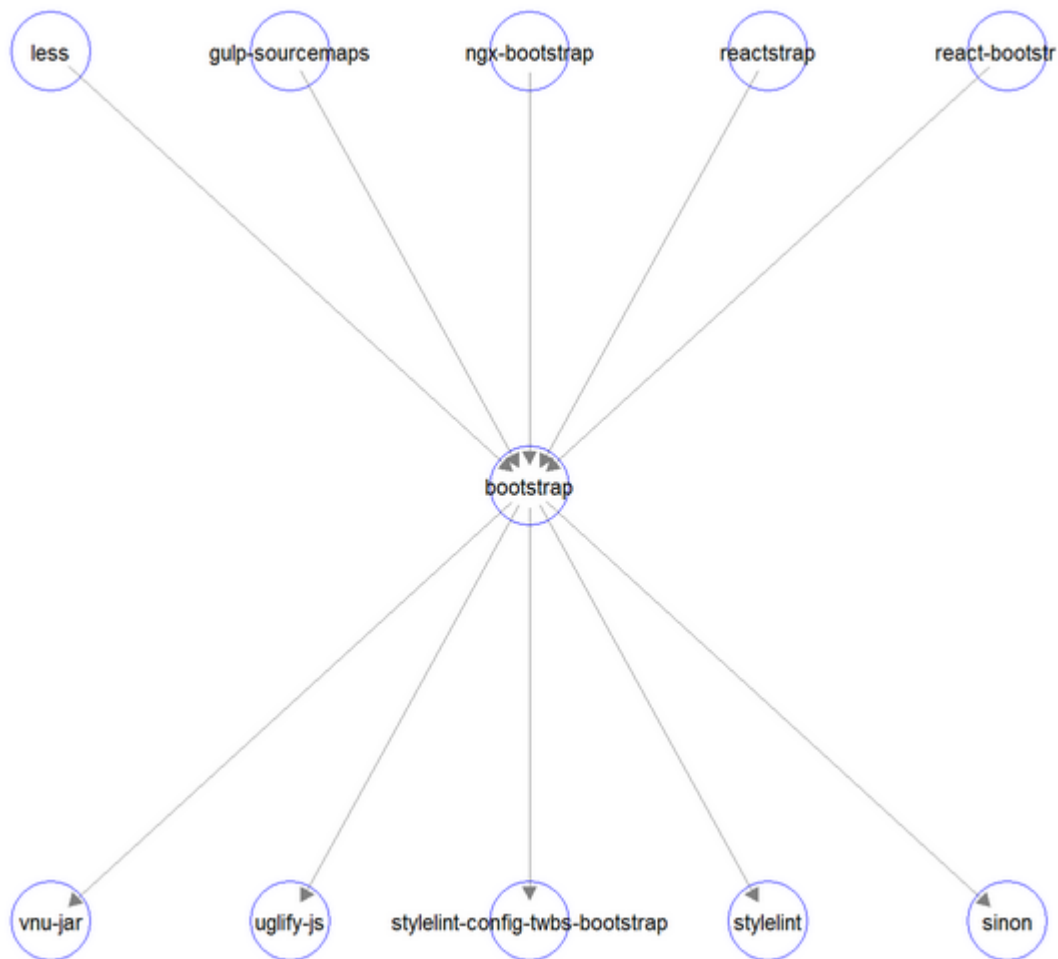 less
gulp-sourcemaps
ngx-bootstrap
reactstrap
react-bootstr
bootstrap
vnu-jar
uglify-js
stylelint-config-twbs-bootstrap
stylelint
sinon